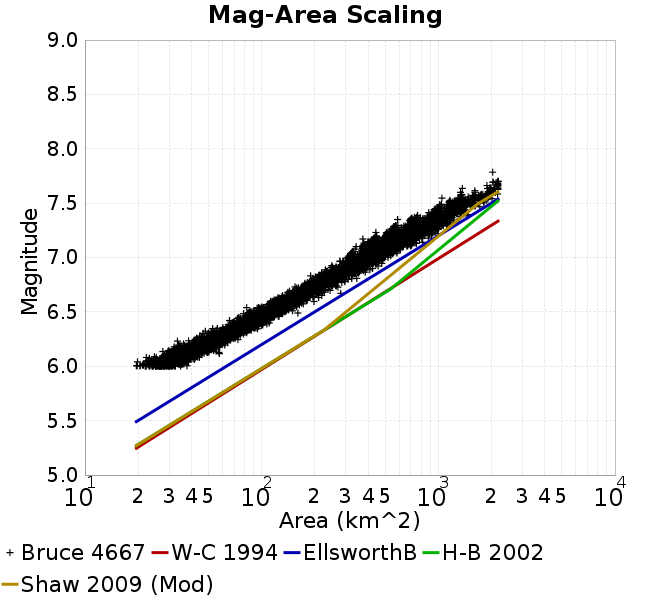 Mag-Area Scaling
Magnitude
9.0
8.5
8.0
7.5
7.0
6.5
6.0
5.5
5.0
10^1 2 3 4 5 10^2 2 3 4 5 10^3 2 3 4 5 10^4
Area (km^2)
Bruce 4667 W-C 1994 EllsworthB H-B 2002
Shaw 2009 (Mod)